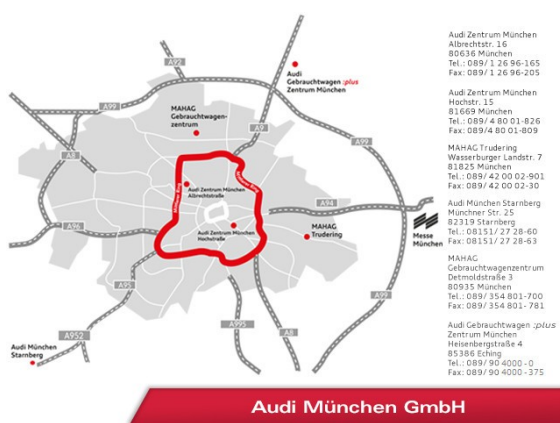 A92
A99
A9
A8
A99
Audi
Gebrauchtwagen :plus
Zentrum München
MAHAG
Gebrauchtwagen-
zentrum
Mittlerer Ring
Mittlerer Ring
Audi Zentrum München
Albrechtstraße
Audi Zentrum München
Hochstraße
A94
MAHAG
Trudering
Messe
München
A96
A95
A99
A952
A995
A8
Audi München
Starnberg
Audi Zentrum München
Albrechtstr. 16
80636 München
Tel.: 089/ 1 26 96-165
Fax: 089/ 1 26 96-205
Audi Zentrum München
Hochstr. 15
81669 München
Tel.: 089/ 4 80 01-826
Fax: 089/4 80 01-809
MAHAG Trudering
Wasserburger Landstr. 7
81825 München
Tel.: 089/ 42 00 02-901
Fax: 089/ 42 00 02-30
Audi München Starnberg
Münchner Str. 25
82319 Starnberg
Tel.: 08151/ 27 28-60
Fax: 08151/ 27 28-63
MAHAG
Gebrauchtwagenzentrum
Detmoldstraße 3
80935 München
Tel.: 089/ 354 801-700
Fax: 089/ 354 801-781
Audi Gebrauchtwagen :plus
Zentrum München
Heisenbergstraße 4
85386 Eching
Tel.: 089/ 90 4000 - 0
Fax: 089/ 90 4000 - 375
Audi München GmbH